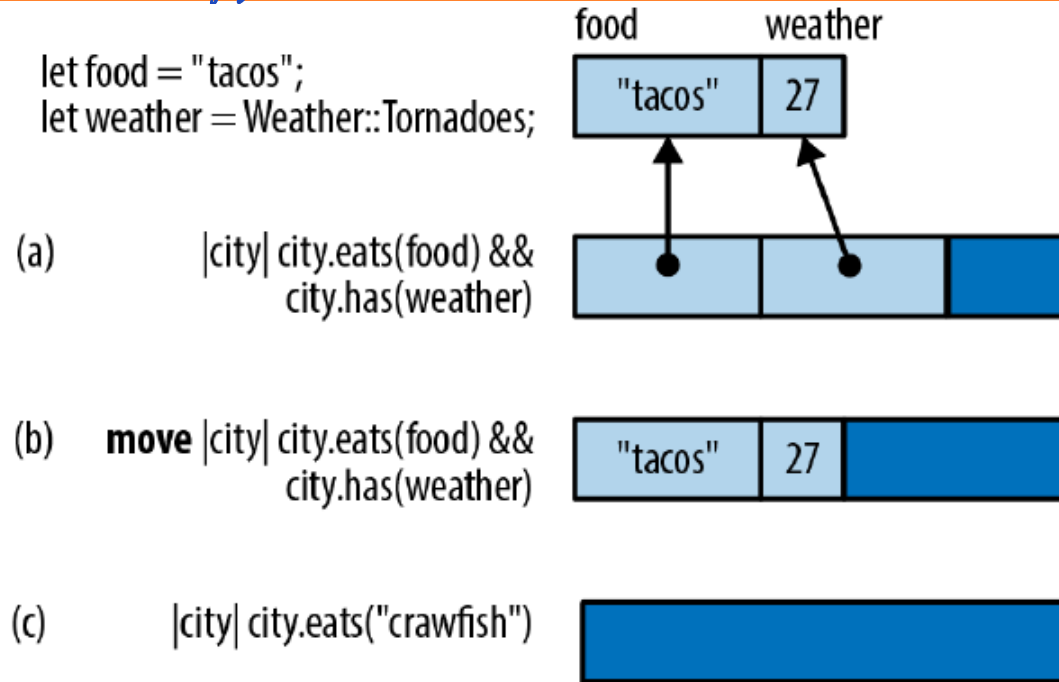 food weather
let food = "tacos";
let weather = Weather::Tornadoes;
"tacos" 27
(a) |city| city.eats(food) &&
city.has(weather)
(b) move |city| city.eats(food) &&
city.has(weather)
"tacos" 27
(c) |city| city.eats("crawfish")